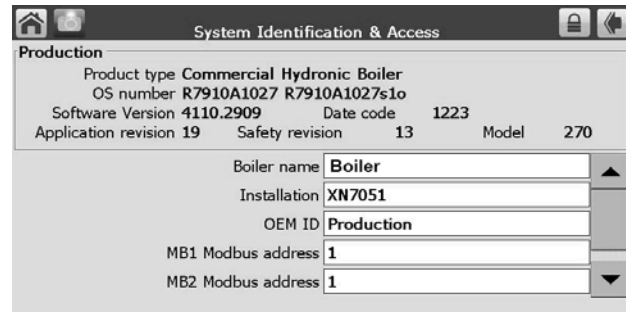 System Identification & Access
Production
Product type Commercial Hydronic Boiler
OS number R7910A1027 R7910A1027s1o
Software Version 4110.2909 Date code 1223
Application revision 19 Safety revision 13 Model 270
Boiler name Boiler
Installation XN7051
OEM ID Production
MB1 Modbus address 1
MB2 Modbus address 1